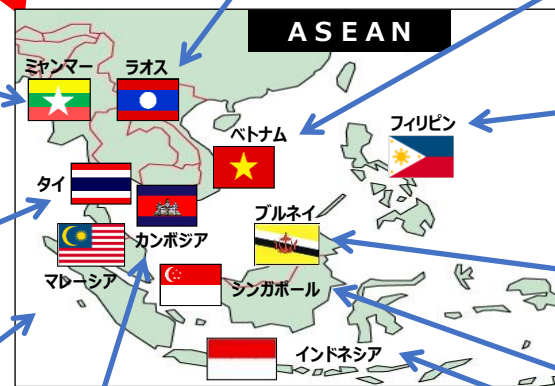 ASEAN
ミャンマー
ラオス
ベトナム
フィリピン
タイ
カンボジア
ブルネイ
マレーシア
シンガポール
インドネシア